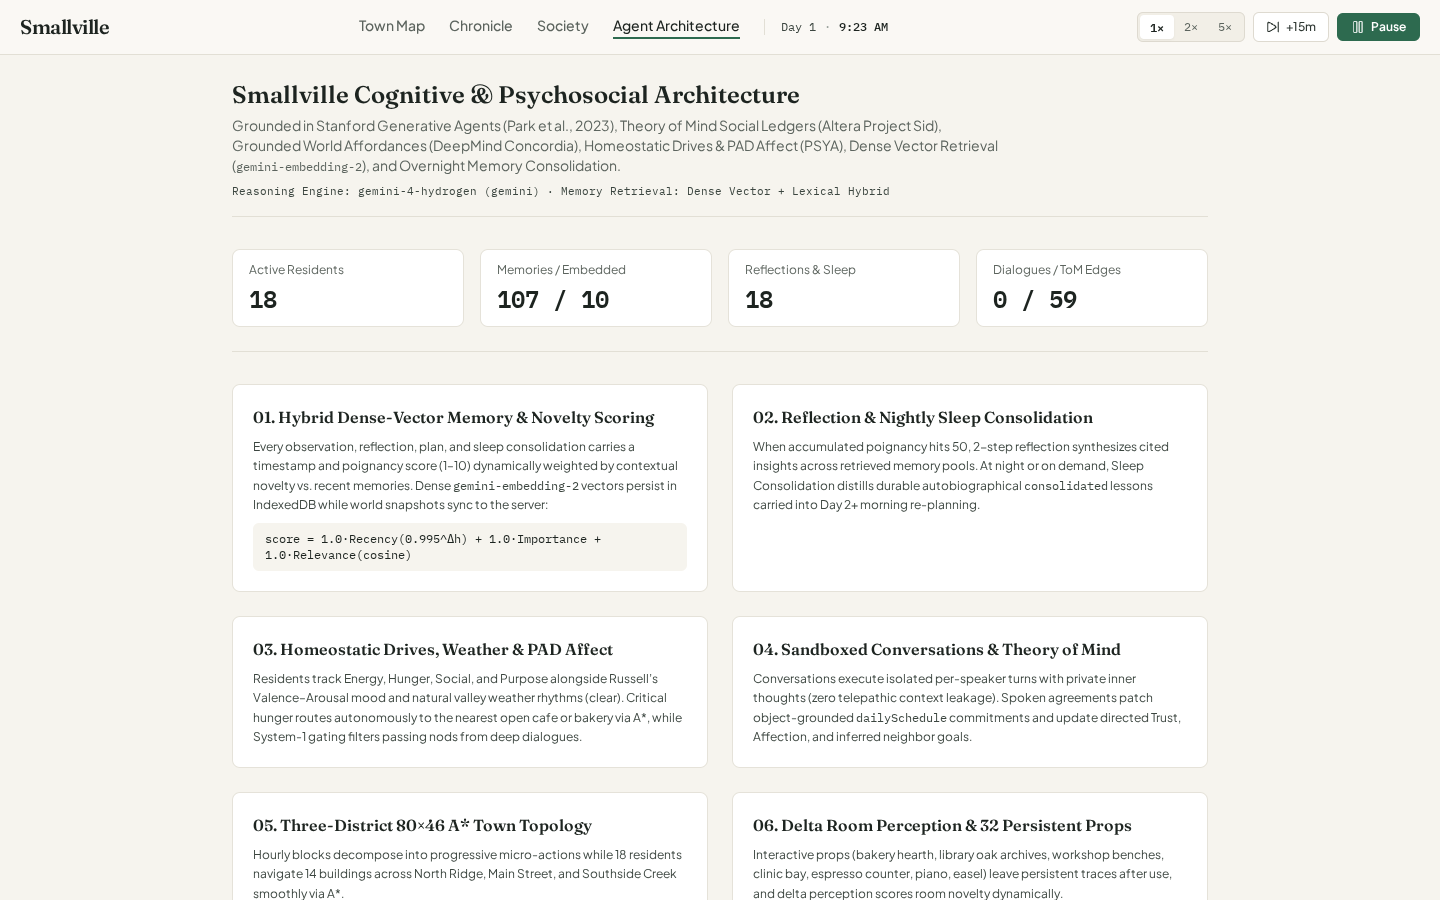 Smallville
Town Map
Chronicle
Society
Agent Architecture
Day 1 · 9:23 AM
1×
2×
5×
+15m
Pause
Smallville Cognitive & Psychosocial Architecture
Grounded in Stanford Generative Agents (Park et al., 2023), Theory of Mind Social Ledgers (Altera Project Sid),
Grounded World Affordances (DeepMind Concordia), Homeostatic Drives & PAD Affect (PSYA), Dense Vector Retrieval
(gemini-embedding-2), and Overnight Memory Consolidation.
Reasoning Engine: gemini-4-hydrogen (gemini) · Memory Retrieval: Dense Vector + Lexical Hybrid
Active Residents
18
Memories / Embedded
107 / 10
Reflections & Sleep
18
Dialogues / ToM Edges
0 / 59
01. Hybrid Dense-Vector Memory & Novelty Scoring
Every observation, reflection, plan, and sleep consolidation carries a
timestamp and poignancy score (1–10) dynamically weighted by contextual
novelty vs. recent memories. Dense gemini-embedding-2 vectors persist in
IndexedDB while world snapshots sync to the server:
score = 1.0·Recency(0.995^Δh) + 1.0·Importance +
1.0·Relevance(cosine)
02. Reflection & Nightly Sleep Consolidation
When accumulated poignancy hits 50, 2-step reflection synthesizes cited
insights across retrieved memory pools. At night or on demand, Sleep
Consolidation distills durable autobiographical consolidated lessons
carried into Day 2+ morning re-planning.
03. Homeostatic Drives, Weather & PAD Affect
Residents track Energy, Hunger, Social, and Purpose alongside Russell's
Valence–Arousal mood and natural valley weather rhythms (clear). Critical
hunger routes autonomously to the nearest open cafe or bakery via A*, while
System-1 gating filters passing nods from deep dialogues.
04. Sandboxed Conversations & Theory of Mind
Conversations execute isolated per-speaker turns with private inner
thoughts (zero telepathic context leakage). Spoken agreements patch
object-grounded dailySchedule commitments and update directed Trust,
Affection, and inferred neighbor goals.
05. Three-District 80×46 A* Town Topology
Hourly blocks decompose into progressive micro-actions while 18 residents
navigate 14 buildings across North Ridge, Main Street, and Southside Creek
smoothly via A*.
06. Delta Room Perception & 32 Persistent Props
Interactive props (bakery hearth, library oak archives, workshop benches,
clinic bay, espresso counter, piano, easel) leave persistent traces after use,
and delta perception scores room novelty dynamically.